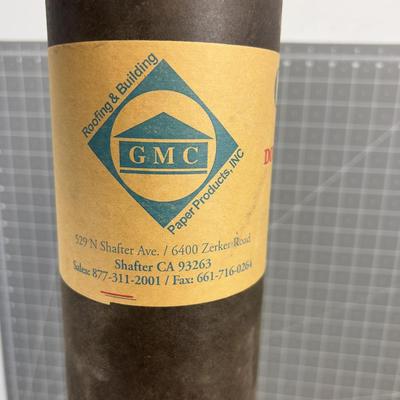 Roofing & Building
GMC
Paper Products, INC
529 N Shafter Ave. / 6400 Zerker Road
Shafter CA 93263
Sales: 877-311-2001 / Fax: 661-716-0264